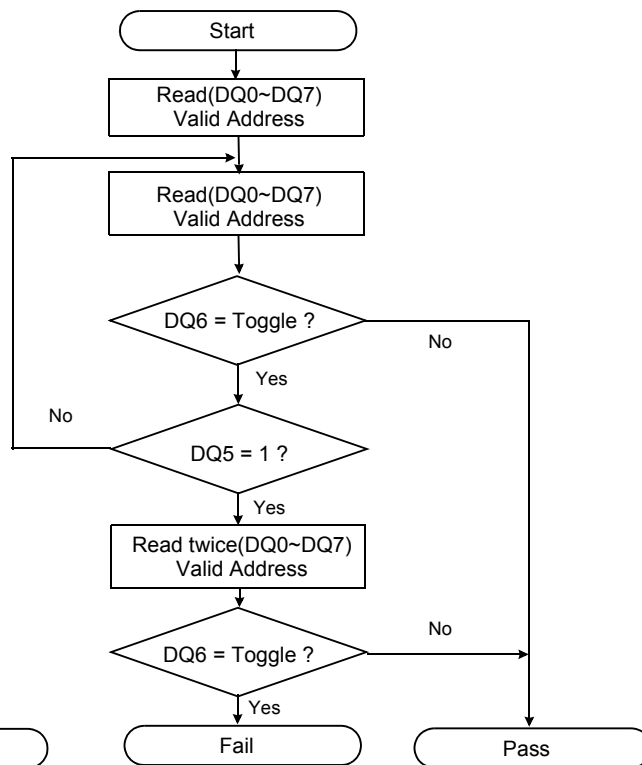 Start
Read(DQ0~DQ7)
Valid Address
Read(DQ0~DQ7)
Valid Address
DQ6 = Toggle ?
No
Yes
No
DQ5 = 1 ?
Yes
Read twice(DQ0~DQ7)
Valid Address
DQ6 = Toggle ?
No
Yes
Fail
Pass